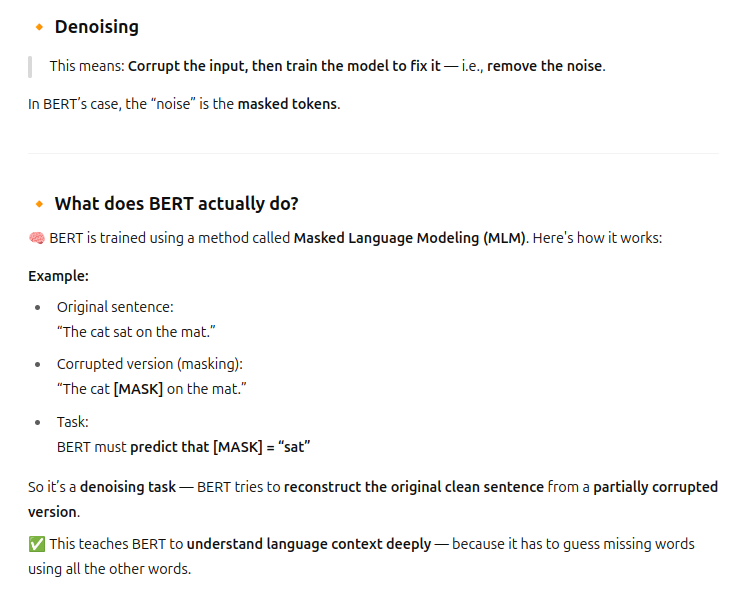 🔸 Denoising
This means: Corrupt the input, then train the model to fix it — i.e., remove the noise.
In BERT’s case, the “noise” is the masked tokens.
🔸 What does BERT actually do?
🧠 BERT is trained using a method called Masked Language Modeling (MLM). Here's how it works:
Example:
• Original sentence:
“The cat sat on the mat.”
• Corrupted version (masking):
“The cat [MASK] on the mat.”
• Task:
BERT must predict that [MASK] = “sat”
So it’s a denoising task — BERT tries to reconstruct the original clean sentence from a partially corrupted
version.
✅ This teaches BERT to understand language context deeply — because it has to guess missing words
using all the other words.